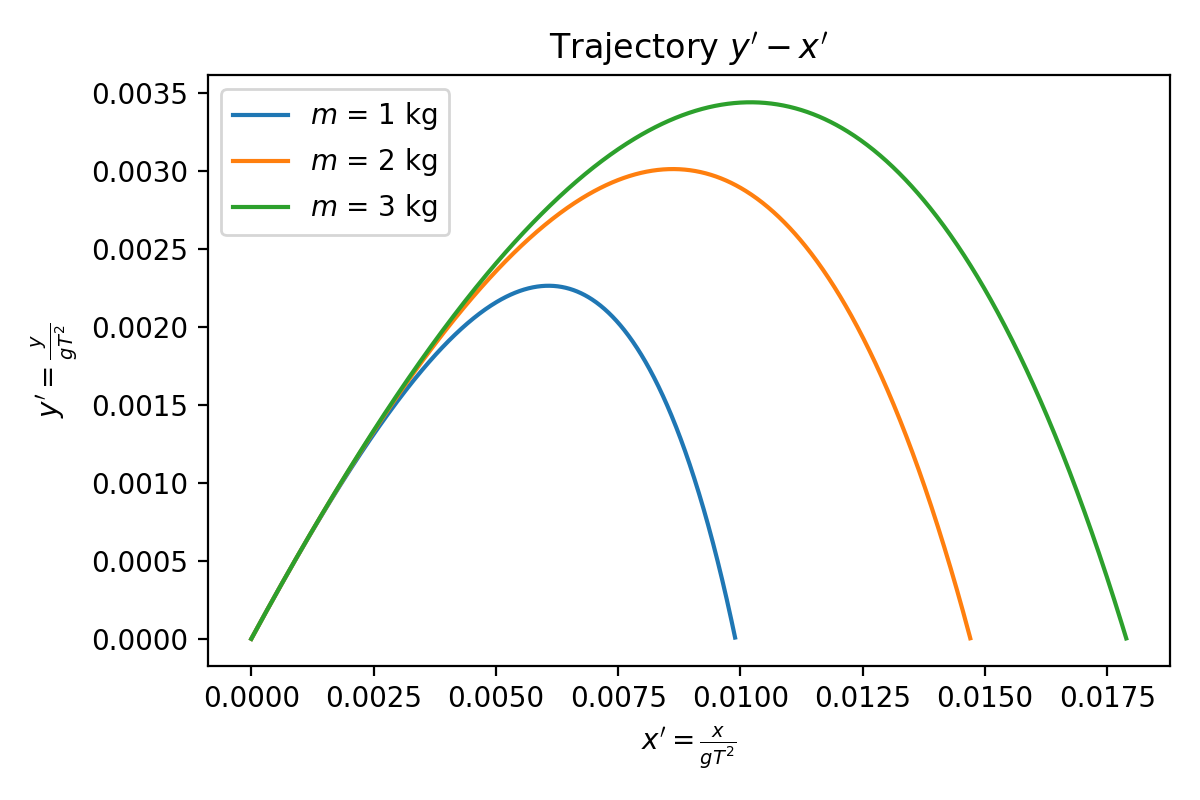 Trajectory y′ − x′
m = 1 kg
m = 2 kg
m = 3 kg
y′ = y/gT²
0.0035
0.0030
0.0025
0.0020
0.0015
0.0010
0.0005
0.0000
0.0000 0.0025 0.0050 0.0075 0.0100 0.0125 0.0150 0.0175
x′ = x/gT²